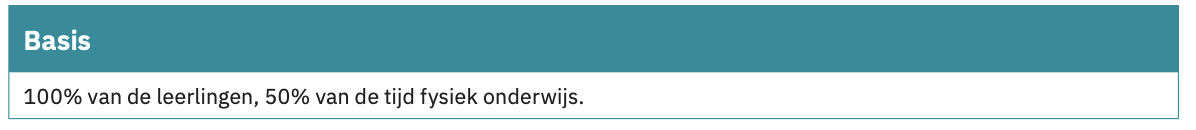 Basis
100% van de leerlingen, 50% van de tijd fysiek onderwijs.